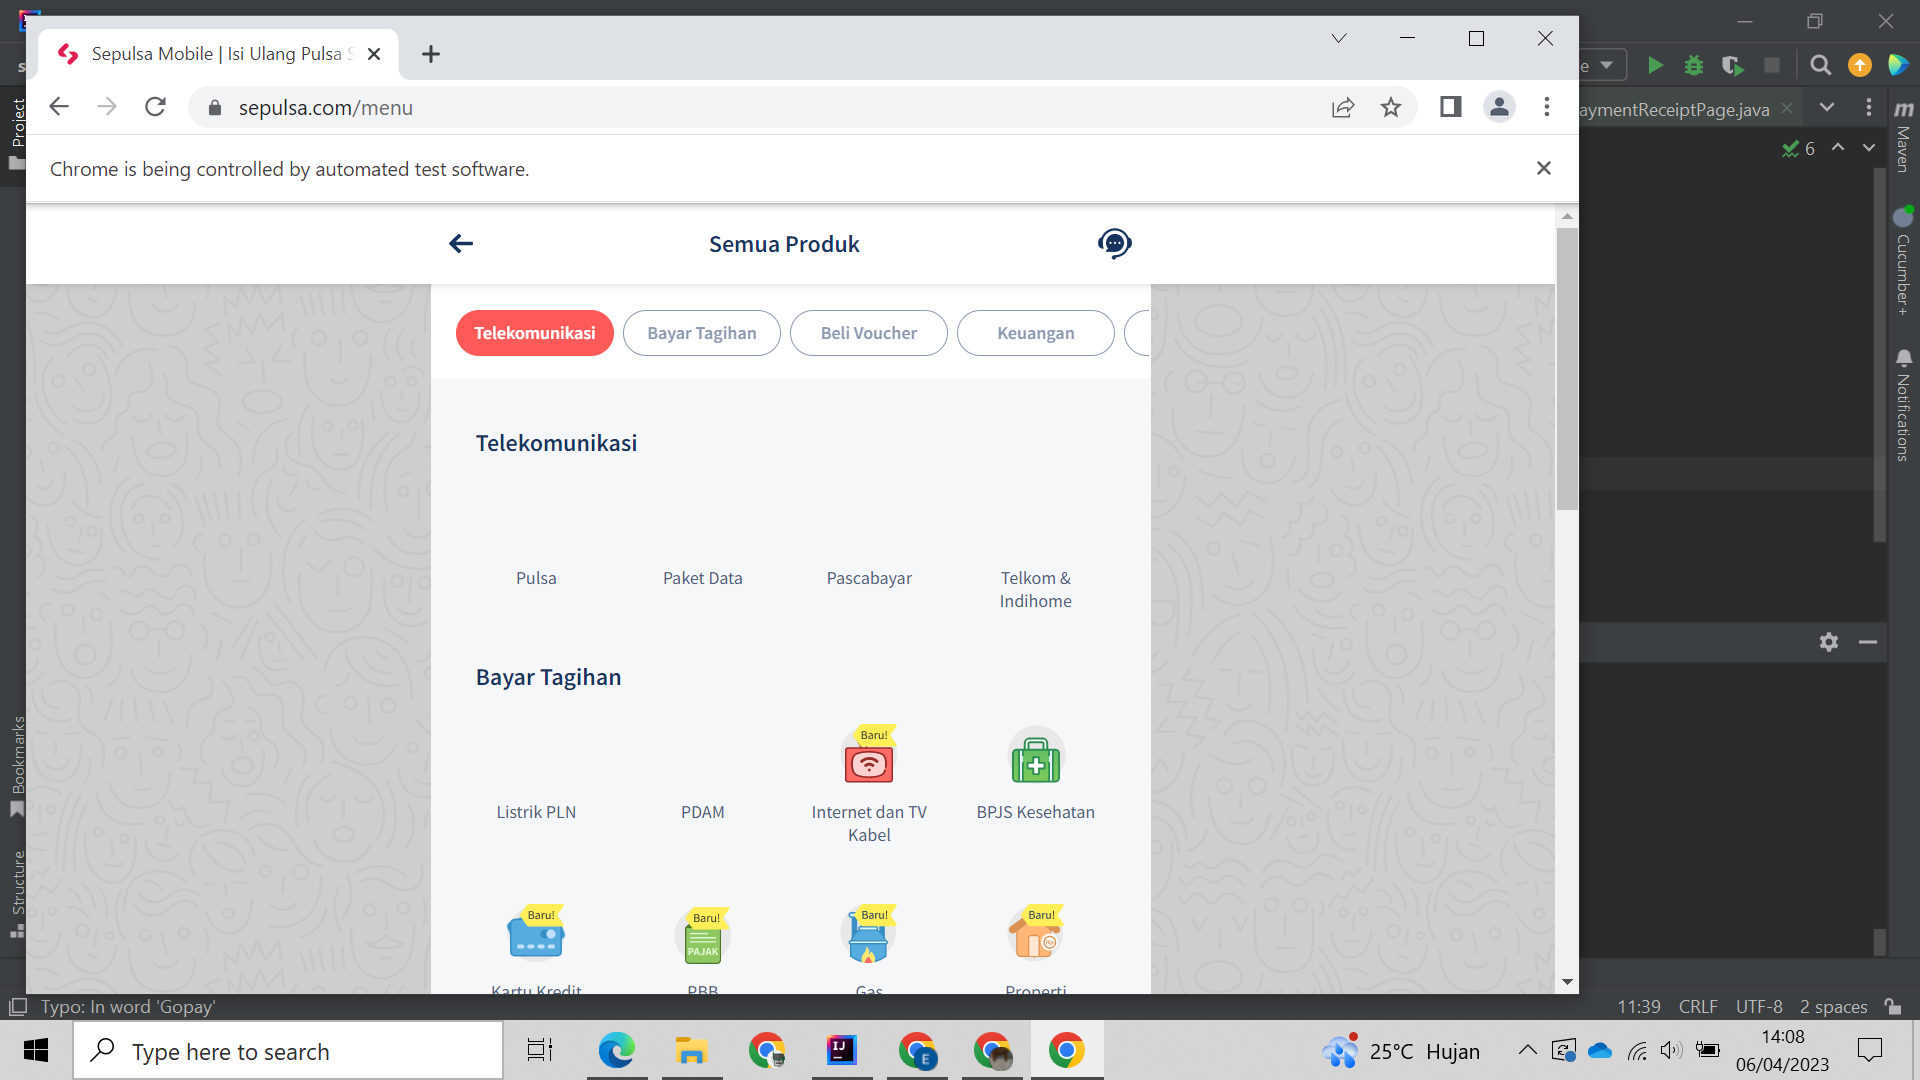 Sepulsa Mobile | Isi Ulang Pulsa S
sepulsa.com/menu
Chrome is being controlled by automated test software.
aymentReceiptPage.java
6
Project
Bookmarks
Structure
Maven
Cucumber+
Notifications
Semua Produk
Telekomunikasi
Bayar Tagihan
Beli Voucher
Keuangan
Telekomunikasi
Pulsa
Paket Data
Pascabayar
Telkom &
Indihome
Bayar Tagihan
Baru!
Listrik PLN
PDAM
Internet dan TV
Kabel
BPJS Kesehatan
Baru!
Baru!
PAJAK
Baru!
Baru!
Kartu Kredit
PBB
Gas
Properti
Typo: In word 'Gopay'
11:39 CRLF UTF-8 2 spaces
Type here to search
25°C Hujan
14:08
06/04/2023